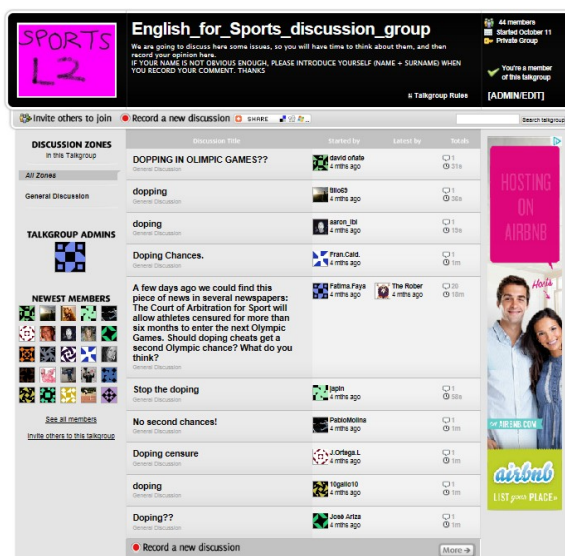 SPORTS
L2
English_for_Sports_discussion_group
We are going to discuss here some issues, so you will have time to think about them, and then
record your opinion here.
IF YOUR NAME IS NOT OBVIOUS ENOUGH, PLEASE INTRODUCE YOURSELF (NAME + SURNAME) WHEN
YOU RECORD YOUR COMMENT. THANKS
Talkgroup Rules
44 members
Started October 11
Private Group
You're a member
of this talkgroup
[ADMIN/EDIT]
Invite others to join
Record a new discussion
SHARE
Search talkgroup
DISCUSSION ZONES
in this Talkgroup
All Zones
General Discussion
TALKGROUP ADMINS
NEWEST MEMBERS
See all members
Invite others to this talkgroup
Discussion Title Started by Latest by Totals
DOPPING IN OLIMPIC GAMES??
General Discussion
david oñate
4 mths ago
1
31s
dopping
General Discussion
4 mths ago
1
doping
General Discussion
aaron_lbl
4 mths ago
1
Doping Chances.
General Discussion
Fran.Cald.
4 mths ago
1
1m
A few days ago we could find this
piece of news in several newspapers:
The Court of Arbitration for Sport will
allow athletes censured for more than
six months to enter the next Olympic
Games. Should doping cheats get a
second Olympic chance? What do you
think?
General Discussion
Fatima.Faya
4 mths ago
The Rober
4 mths ago
20
18m
Stop the doping
General Discussion
japin
4 mths ago
1
58s
No second chances!
General Discussion
PabloMolina
4 mths ago
1
1m
Doping censure
General Discussion
J.Ortega.L
4 mths ago
1
1m
doping
General Discussion
10gallo10
4 mths ago
1
1m
Doping??
General Discussion
José Ariza
4 mths ago
1
1m
Record a new discussion
More
HOSTING
ON
AIRBNB
Hosts
AIRBNB.COM
airbnb
LIST your PLACE